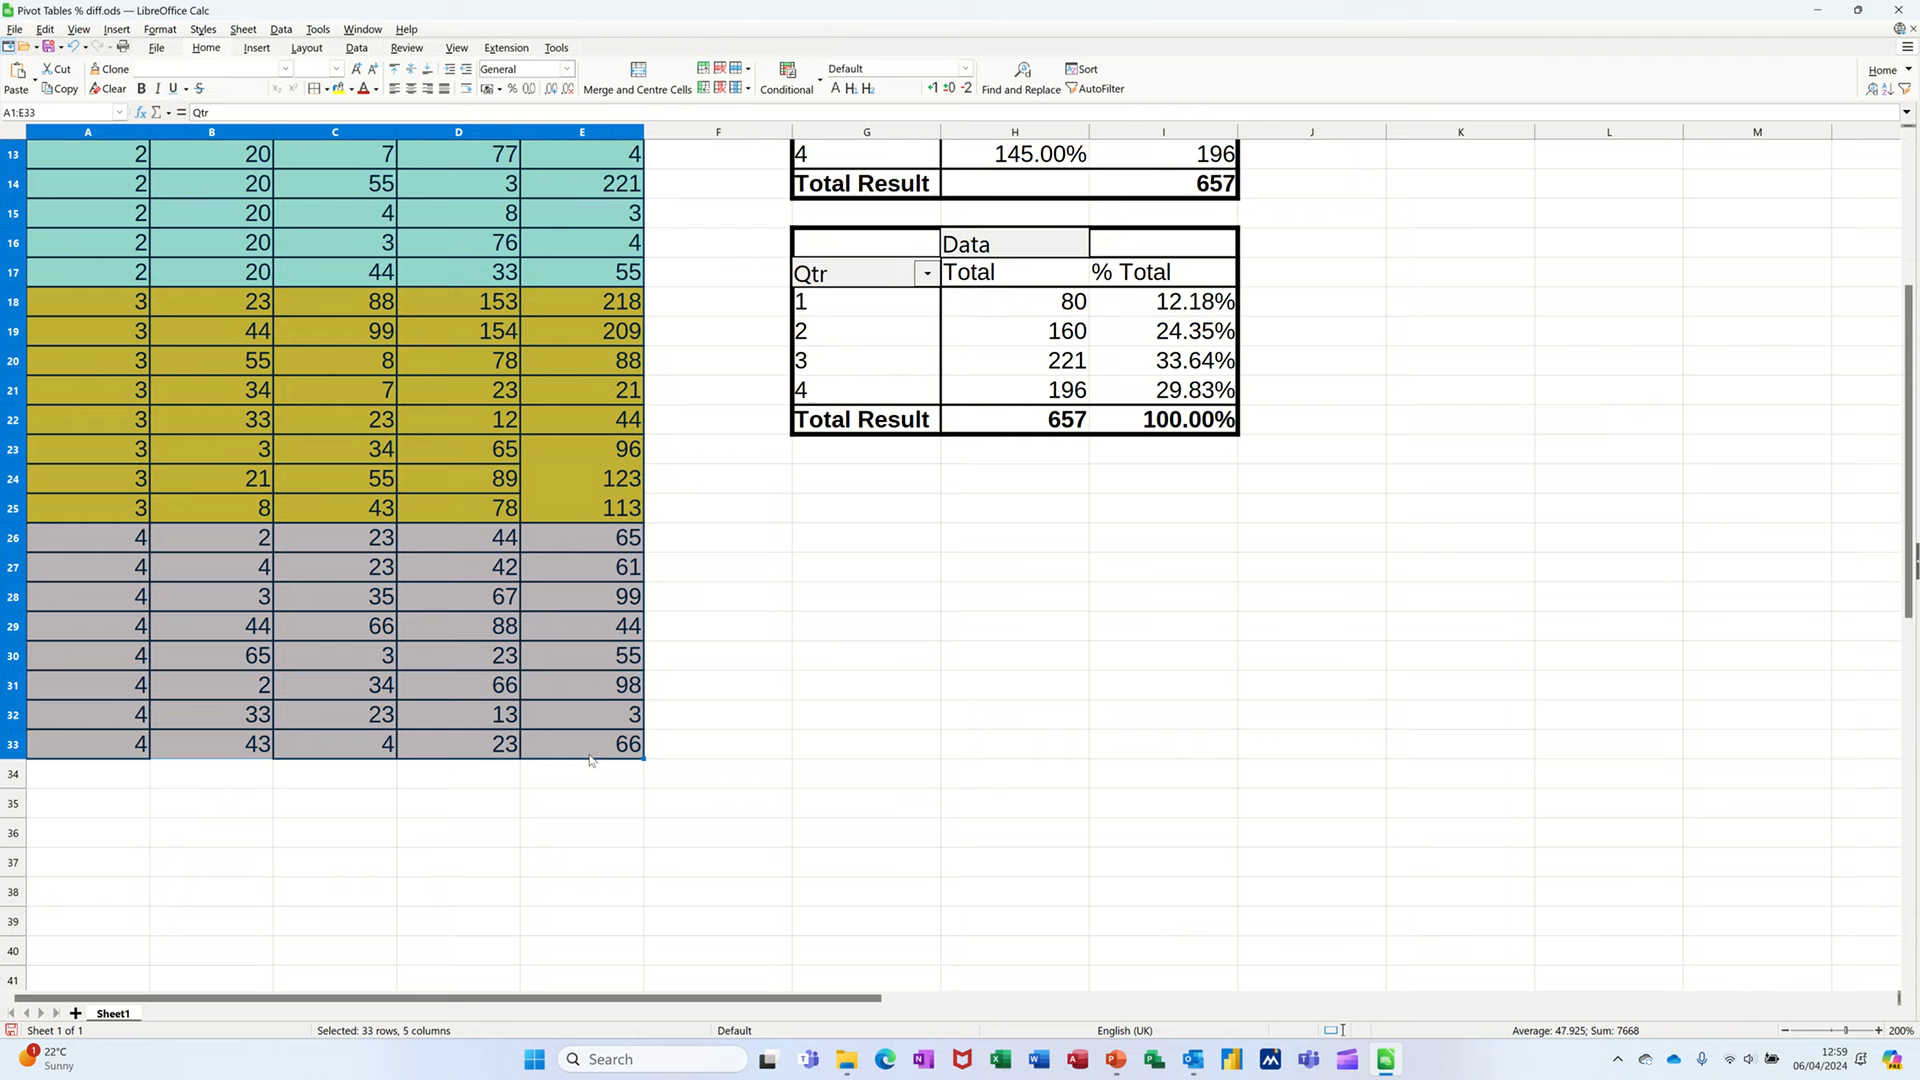 Pivot Tables % diff.ods — LibreOffice Calc
File Edit View Insert Format Styles Sheet Data Tools Window Help
File Home Insert Layout Data Review View Extension Tools
Paste Cut Copy Clone Clear General Merge and Centre Cells Conditional Default Find and Replace Sort AutoFilter Home
A1:E33 Qtr
A B C D E F G H I J K L M
13 2 20 7 77 4 4 145.00% 196
14 2 20 55 3 221 Total Result 657
15 2 20 4 8 3
16 2 20 3 76 4 Data
17 2 20 44 33 55 Qtr Total % Total
18 3 23 88 153 218 1 80 12.18%
19 3 44 99 154 209 2 160 24.35%
20 3 55 8 78 88 3 221 33.64%
21 3 34 7 23 21 4 196 29.83%
22 3 33 23 12 44 Total Result 657 100.00%
23 3 3 34 65 96
24 3 21 55 89 123
25 3 8 43 78 113
26 4 2 23 44 65
27 4 4 23 42 61
28 4 3 35 67 99
29 4 44 66 88 44
30 4 65 3 23 55
31 4 2 34 66 98
32 4 33 23 13 3
33 4 43 4 23 66
34
35
36
37
38
39
40
41
Sheet1
Sheet 1 of 1 Selected: 33 rows, 5 columns Default English (UK) Average: 47.925; Sum: 7668 200%
1 22°C Sunny Search 12:59 06/04/2024